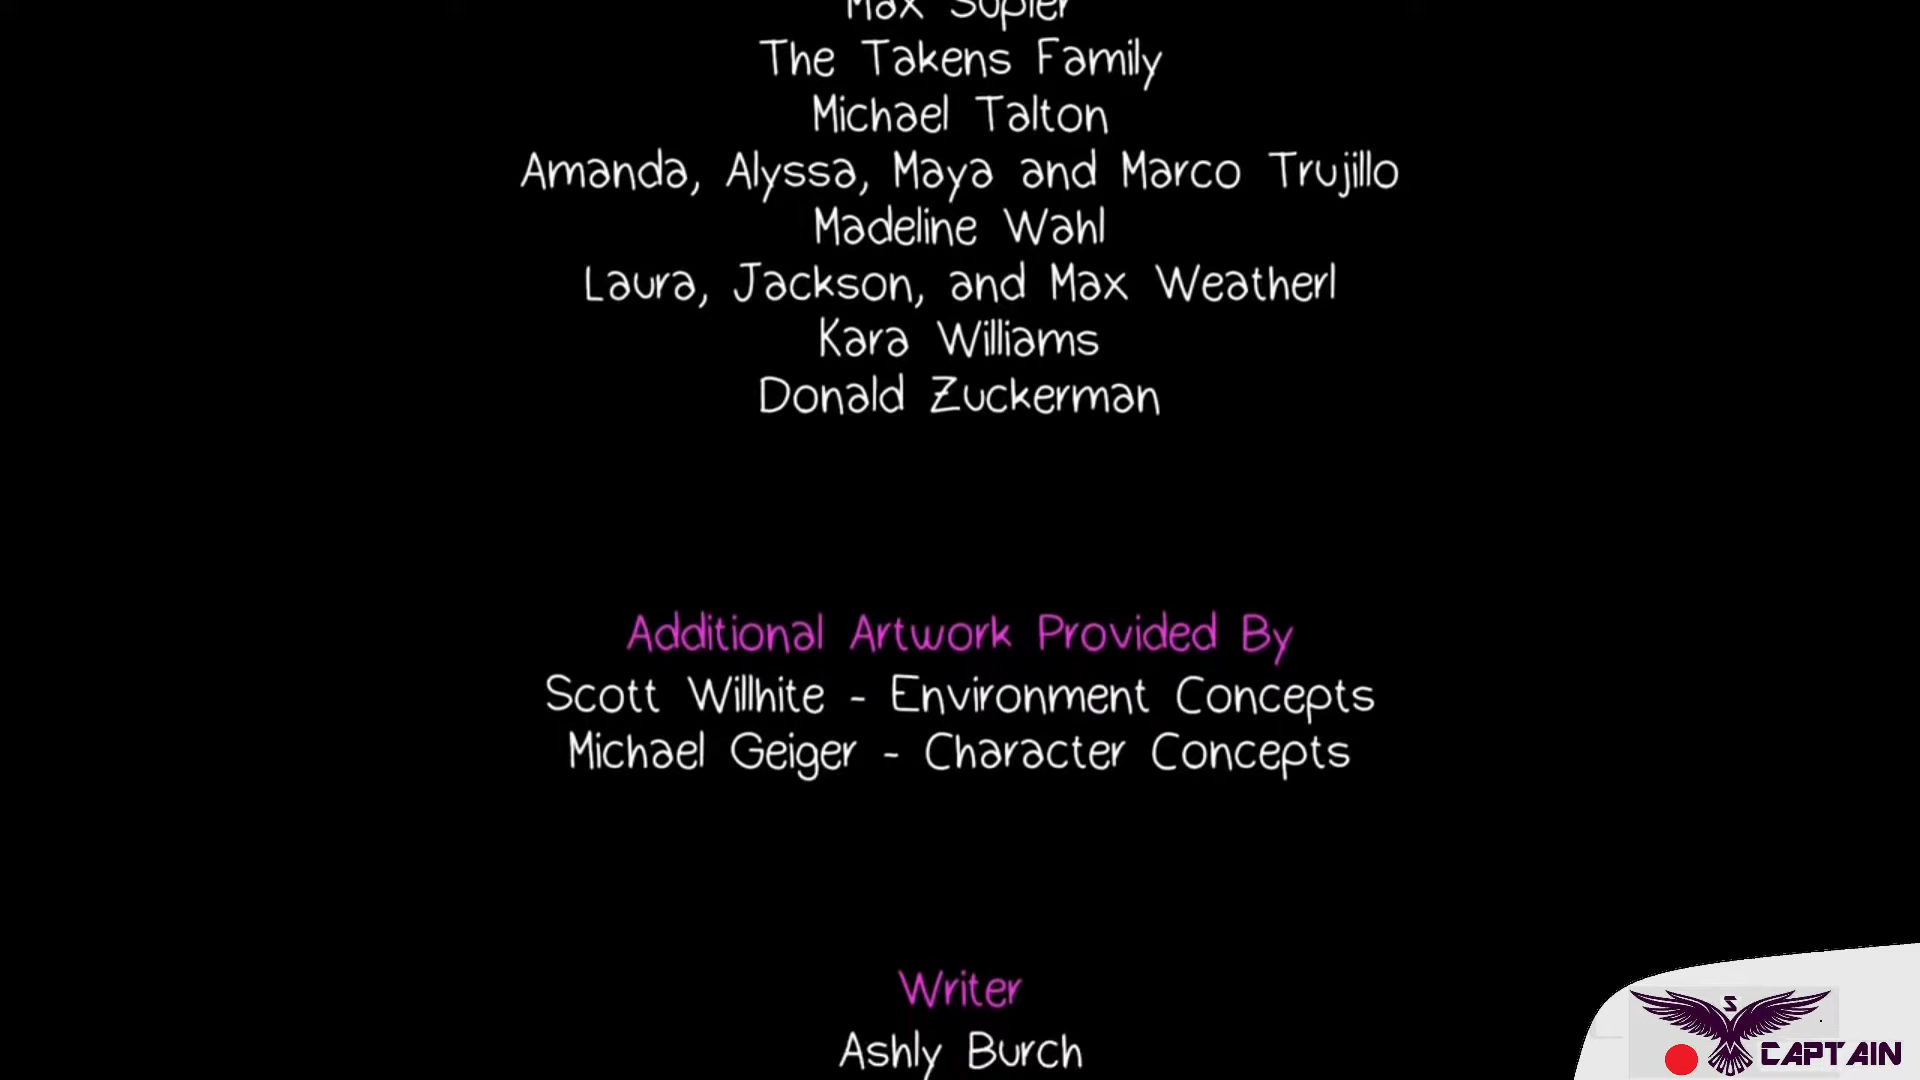 Max Supler
The Takens Family
Michael Talton
Amanda, Alyssa, Maya and Marco Trujillo
Madeline Wahl
Laura, Jackson, and Max Weatherl
Kara Williams
Donald Zuckerman
Additional Artwork Provided By
Scott Willhite - Environment Concepts
Michael Geiger - Character Concepts
Writer
Ashly Burch
S
CAPTAIN